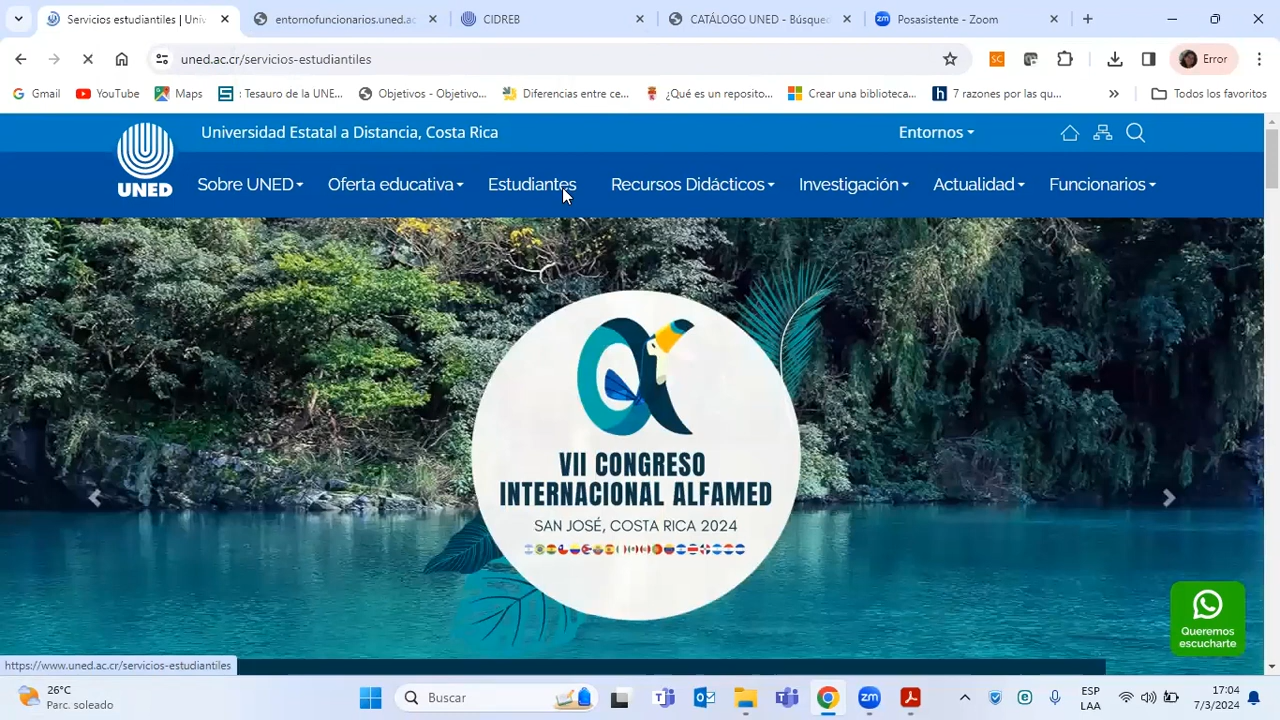 Servicios estudiantiles | Univ
entornofuncionarios.uned.ac
CIDREB
CATÁLOGO UNED - Búsque
Posasistente - Zoom
uned.ac.cr/servicios-estudiantiles
SC
Error
Gmail
YouTube
Maps
: Tesauro de la UNE...
Objetivos - Objetivo...
Diferencias entre ce...
¿Qué es un reposito...
Crear una biblioteca...
7 razones por las qu...
Todos los favoritos
Universidad Estatal a Distancia, Costa Rica
Entornos
UNED
Sobre UNED
Oferta educativa
Estudiantes
Recursos Didácticos
Investigación
Actualidad
Funcionarios
VII CONGRESO
INTERNACIONAL ALFAMED
SAN JOSÉ, COSTA RICA 2024
Queremos
escucharte
https://www.uned.ac.cr/servicios-estudiantiles
26°C
Parc. soleado
Buscar
ESP
LAA
17:04
7/3/2024